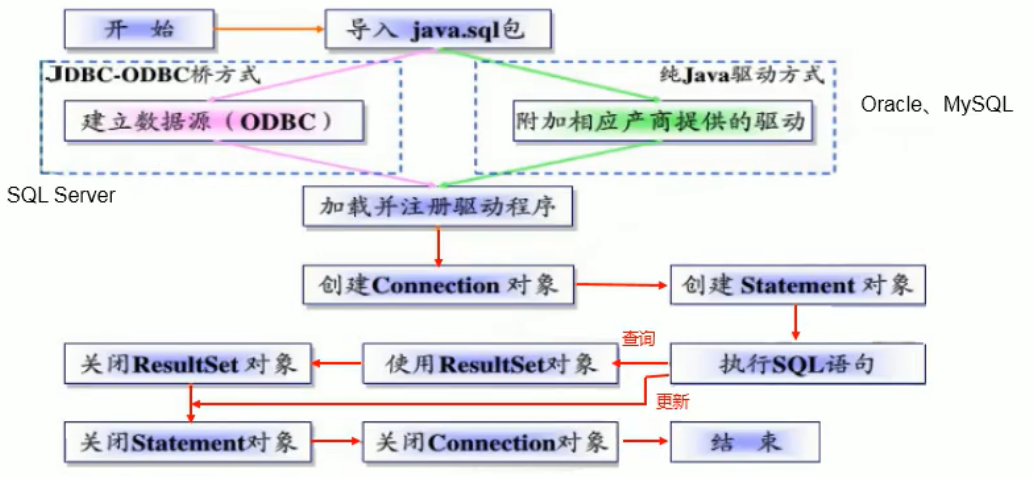 开 始
导入 java.sql包
JDBC-ODBC桥方式
纯Java驱动方式
建立数据源（ODBC）
附加相应产商提供的驱动
Oracle、MySQL
SQL Server
加载并注册驱动程序
创建Connection 对象
创建 Statement 对象
查询
关闭ResultSet 对象
使用ResultSet对象
执行SQL语句
更新
关闭Statement对象
关闭Connection对象
结 束